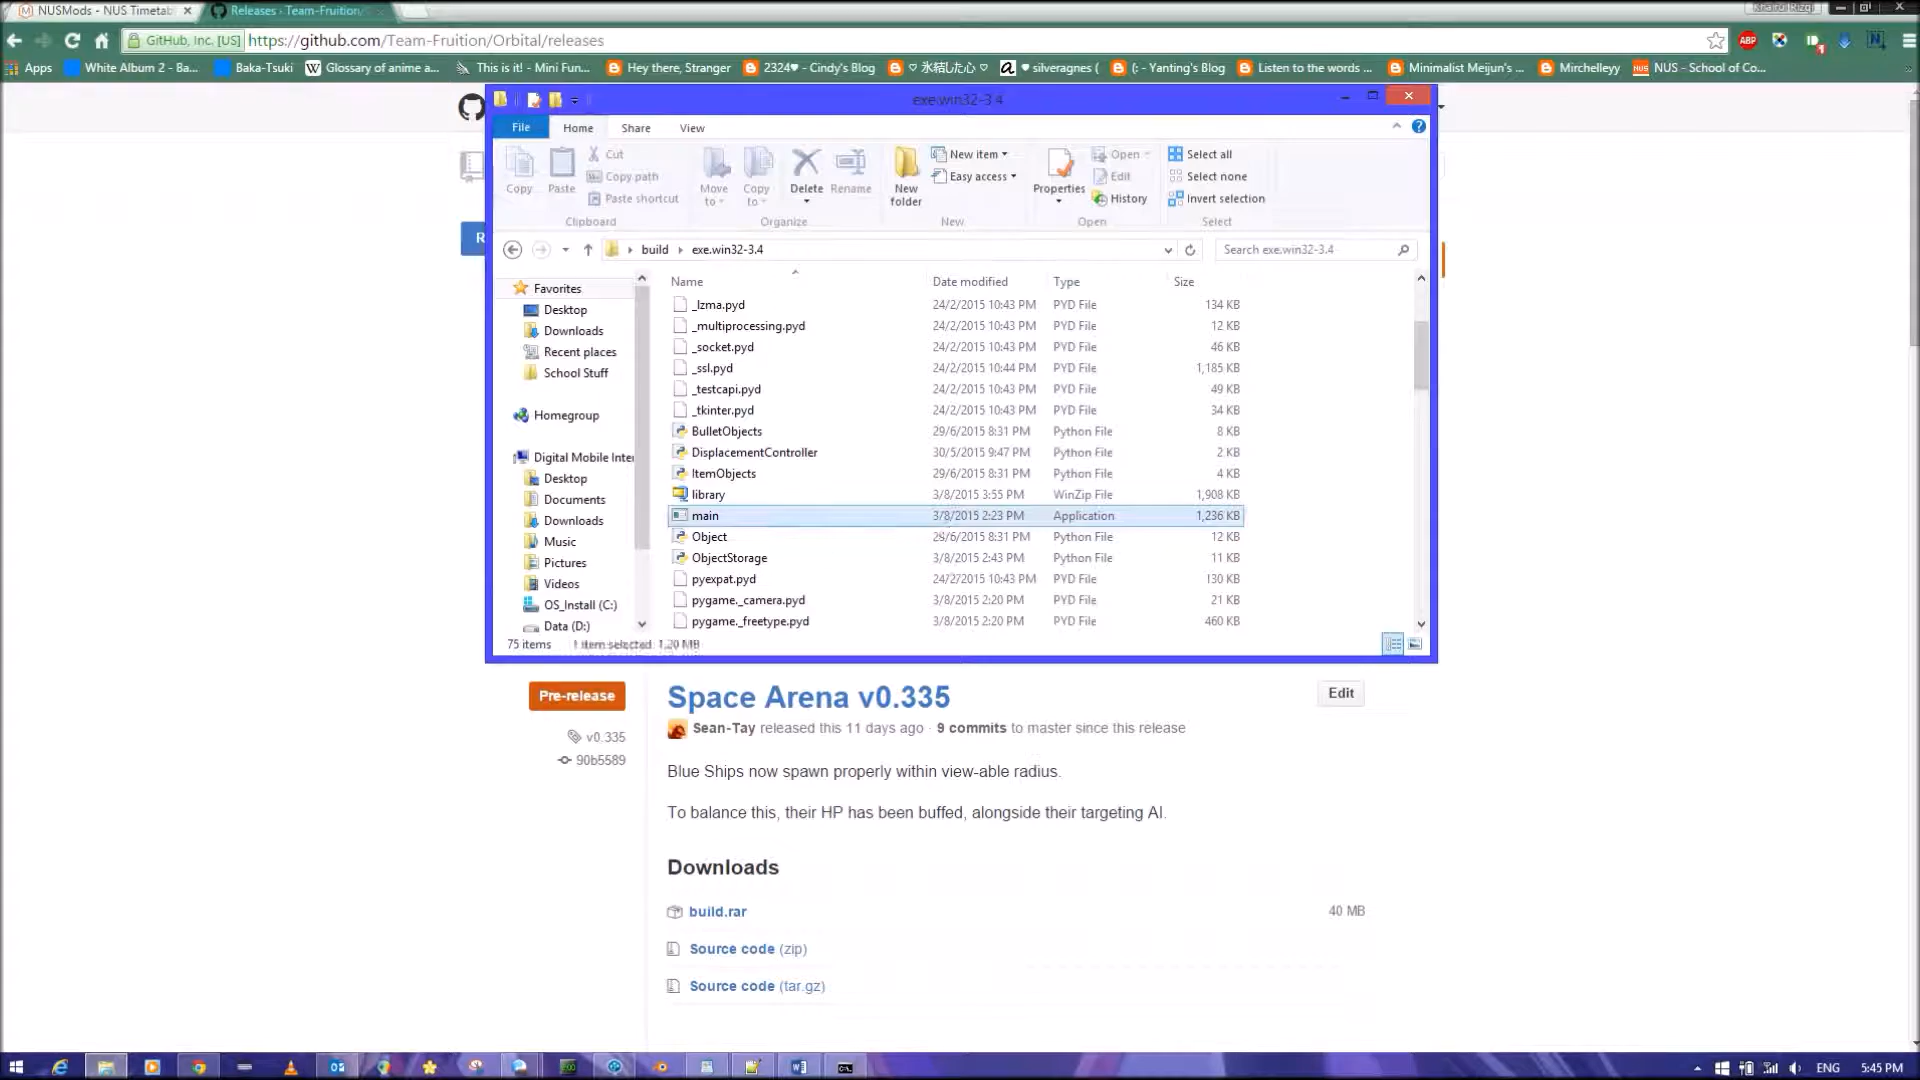 NUSMods - NUS Timetab
Releases · Team-Fruition/
Khairul Rizqi
GitHub, Inc. [US]
https://github.com/Team-Fruition/Orbital/releases
ABP
Apps
White Album 2 - Ba...
Baka-Tsuki
Glossary of anime a...
This is it! - Mini Fun...
Hey there, Stranger
2324♥ - Cindy's Blog
♡ 氷結した心 ♡
♥ silveragnes (
(: - Yanting's Blog
Listen to the words ...
Minimalist Meijun's ...
Mirchelleyy
NUS - School of Co...
exe.win32-3.4
File
Home
Share
View
Copy
Paste
Cut
Copy path
Paste shortcut
Clipboard
Move to
Copy to
Delete
Rename
Organize
New folder
New item
Easy access
New
Properties
Open
Edit
History
Open
Select all
Select none
Invert selection
Select
build
exe.win32-3.4
Search exe.win32-3.4
Favorites
Desktop
Downloads
Recent places
School Stuff
Homegroup
Digital Mobile Inter
Desktop
Documents
Downloads
Music
Pictures
Videos
OS_Install (C:)
Data (D:)
Name Date modified Type Size
_lzma.pyd 24/2/2015 10:43 PM PYD File 134 KB
_multiprocessing.pyd 24/2/2015 10:43 PM PYD File 12 KB
_socket.pyd 24/2/2015 10:43 PM PYD File 46 KB
_ssl.pyd 24/2/2015 10:44 PM PYD File 1,185 KB
_testcapi.pyd 24/2/2015 10:43 PM PYD File 49 KB
_tkinter.pyd 24/2/2015 10:43 PM PYD File 34 KB
BulletObjects 29/6/2015 8:31 PM Python File 8 KB
DisplacementController 30/5/2015 9:47 PM Python File 2 KB
ItemObjects 29/6/2015 8:31 PM Python File 4 KB
library 3/8/2015 3:55 PM WinZip File 1,908 KB
main 3/8/2015 2:23 PM Application 1,236 KB
Object 29/6/2015 8:31 PM Python File 12 KB
ObjectStorage 3/8/2015 2:43 PM Python File 11 KB
pyexpat.pyd 24/2/2015 10:43 PM PYD File 130 KB
pygame._camera.pyd 3/8/2015 2:20 PM PYD File 21 KB
pygame._freetype.pyd 3/8/2015 2:20 PM PYD File 460 KB
75 items
1 item selected 1.20 MB
Pre-release
Space Arena v0.335
Edit
Sean-Tay released this 11 days ago · 9 commits to master since this release
v0.335
90b5589
Blue Ships now spawn properly within view-able radius.
To balance this, their HP has been buffed, alongside their targeting AI.
Downloads
build.rar 40 MB
Source code (zip)
Source code (tar.gz)
ENG
5:45 PM